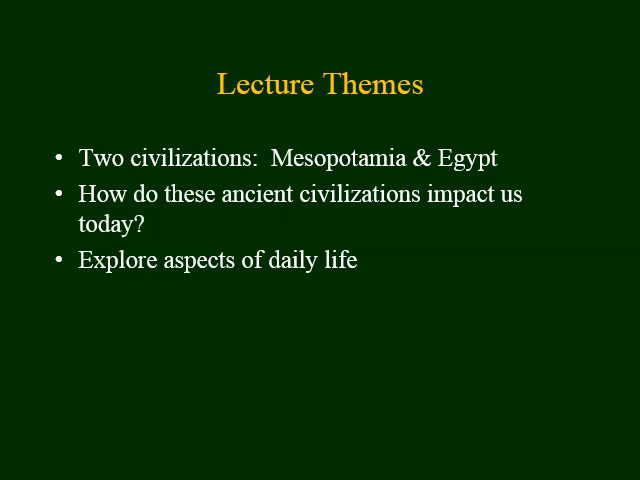 Lecture Themes
• Two civilizations:  Mesopotamia & Egypt
• How do these ancient civilizations impact us
today?
• Explore aspects of daily life